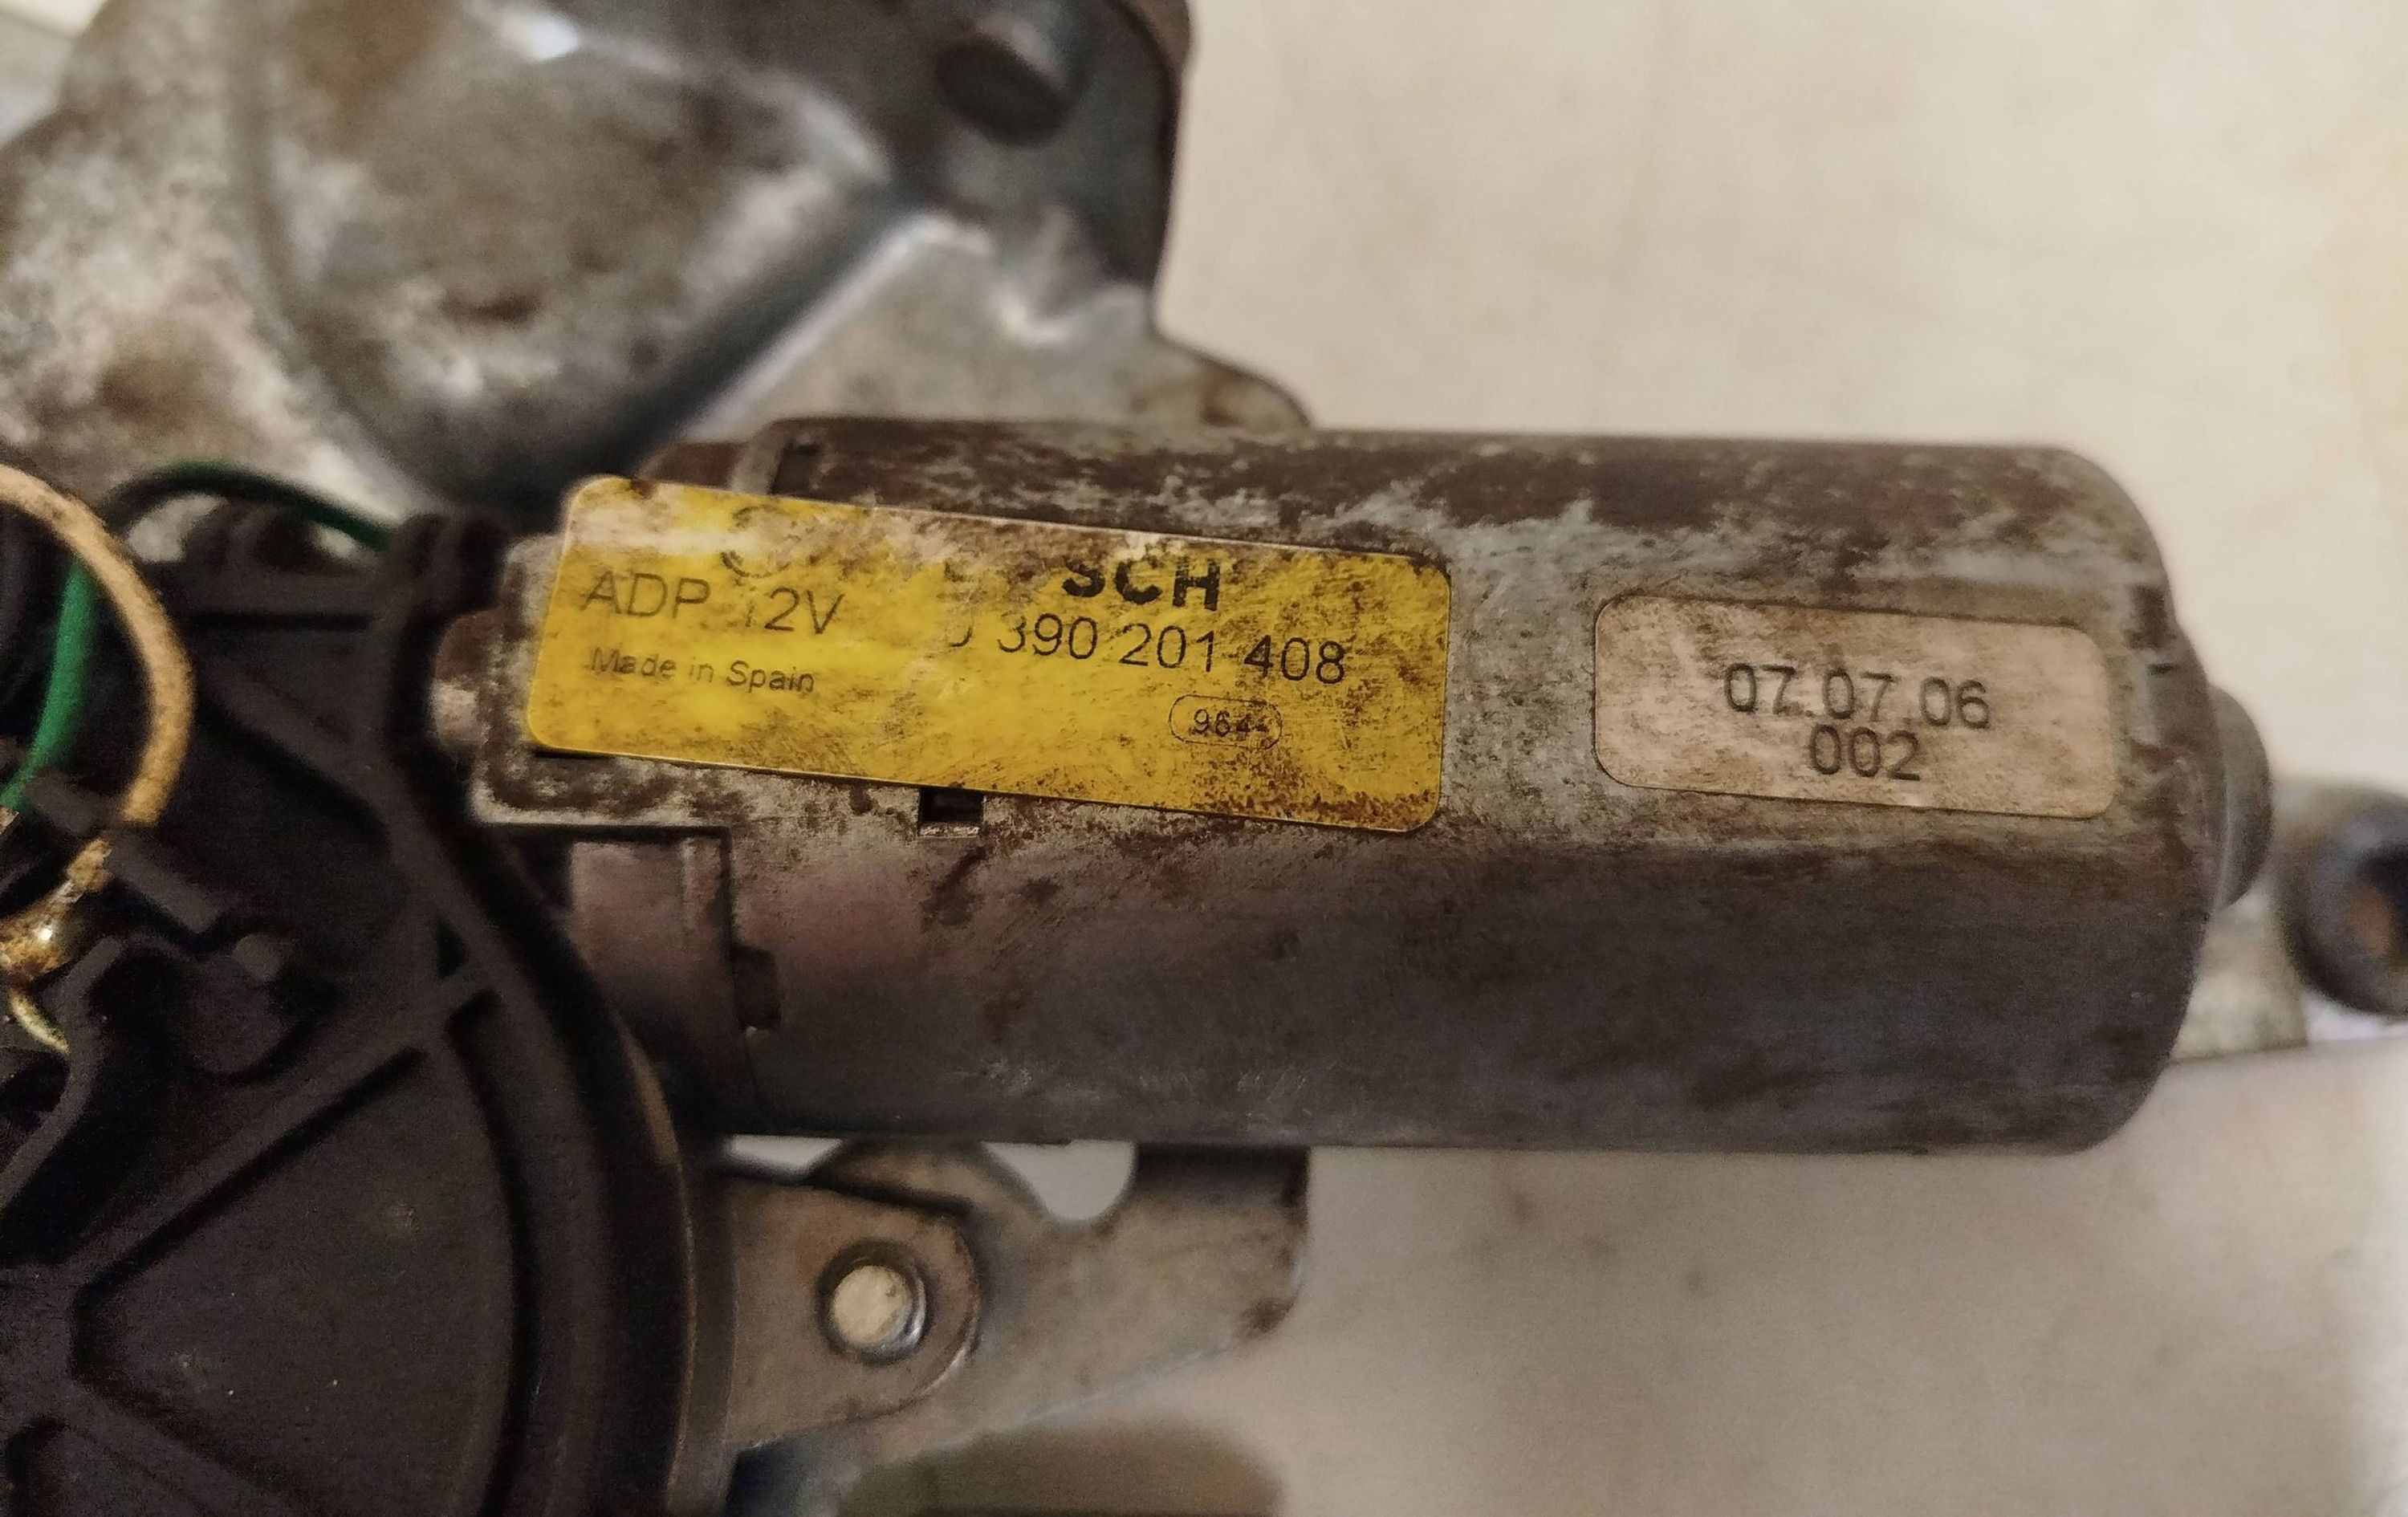 SCH
ADP 12V
390 201 408
Made in Spain
964
07.07.06
002